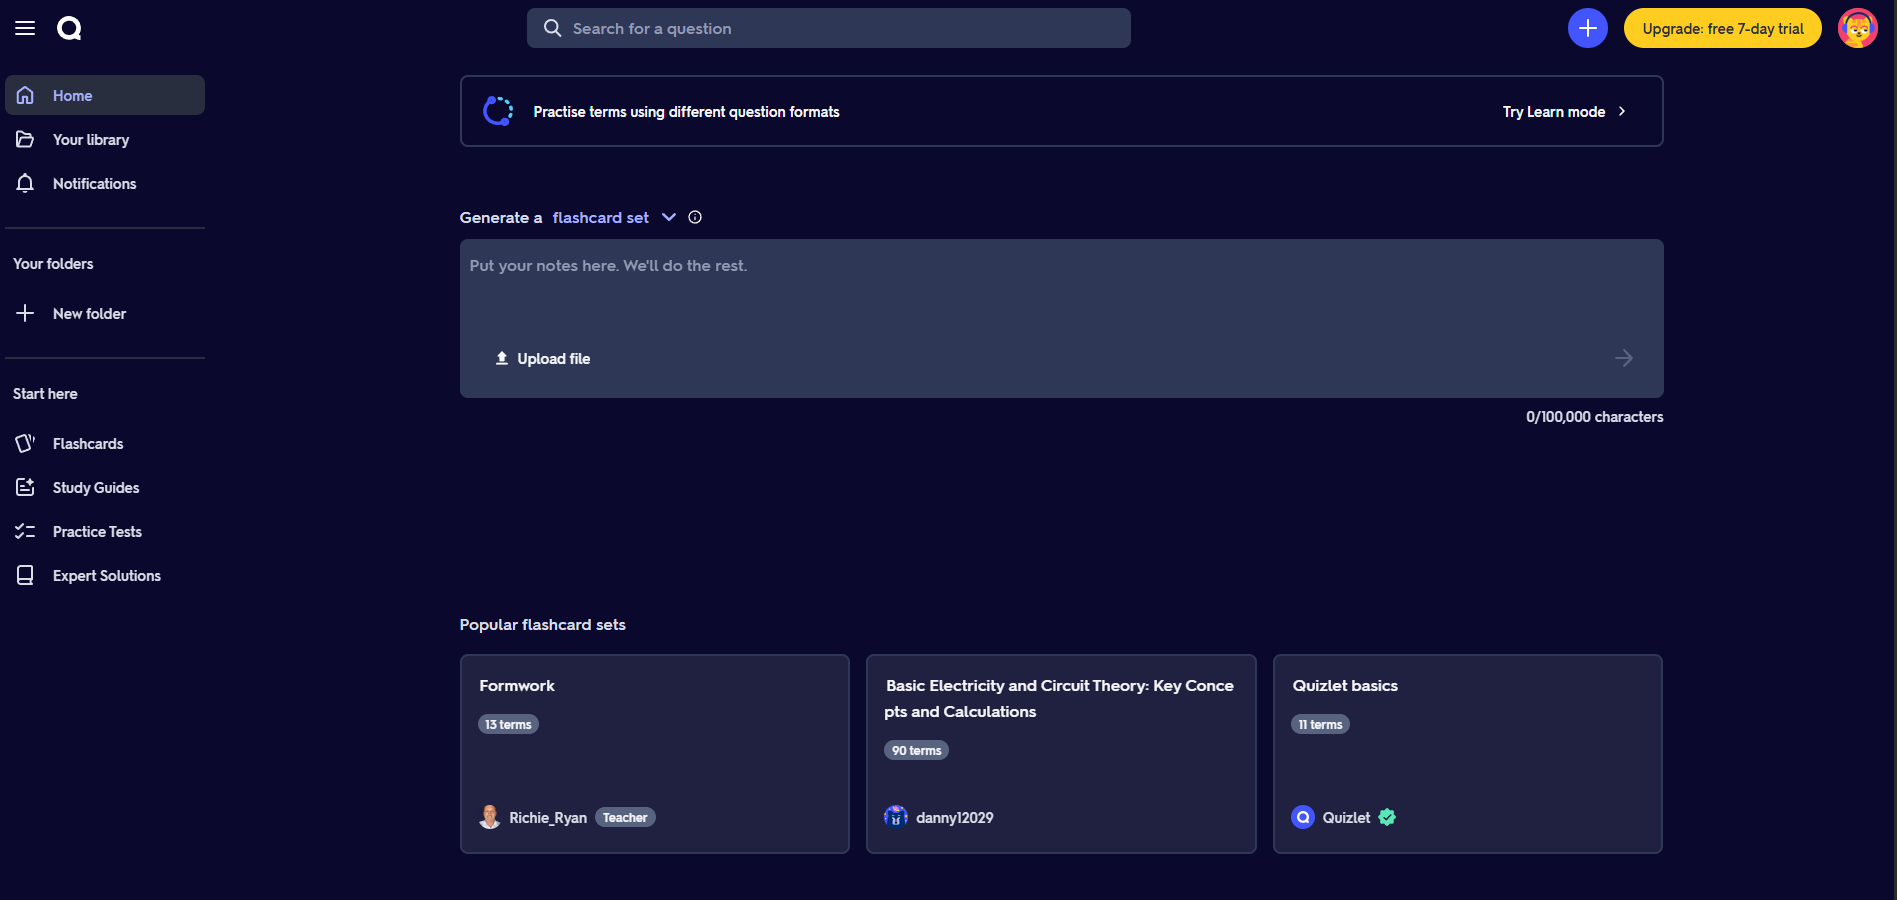 Search for a question
Upgrade: free 7-day trial
Home
Your library
Notifications
Your folders
New folder
Start here
Flashcards
Study Guides
Practice Tests
Expert Solutions
Practise terms using different question formats
Try Learn mode
Generate a flashcard set
Put your notes here. We'll do the rest.
Upload file
0/100,000 characters
Popular flashcard sets
Formwork
13 terms
Richie_Ryan Teacher
Basic Electricity and Circuit Theory: Key Conce
pts and Calculations
90 terms
danny12029
Quizlet basics
11 terms
Quizlet